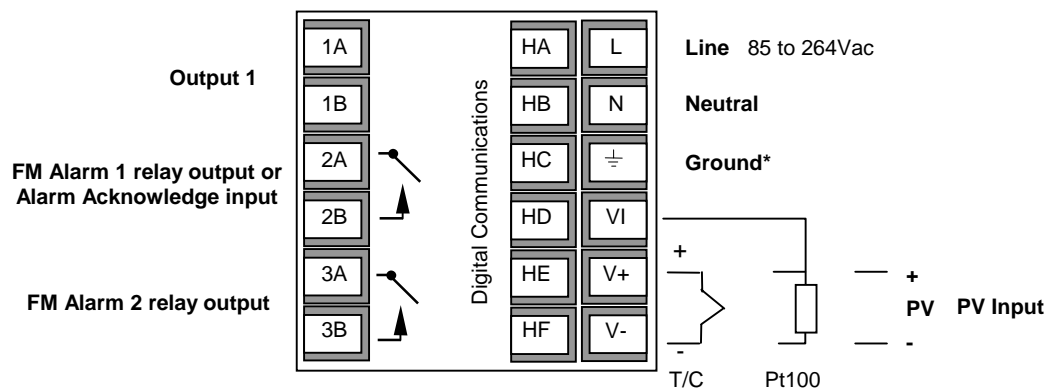 1A
HA
L
Line 85 to 264Vac
Output 1
1B
HB
N
Neutral
2A
HC
Ground*
FM Alarm 1 relay output or
Alarm Acknowledge input
2B
HD
VI
Digital Communications
+
3A
HE
V+
+
FM Alarm 2 relay output
PV PV Input
3B
HF
V-
-
-
T/C
Pt100